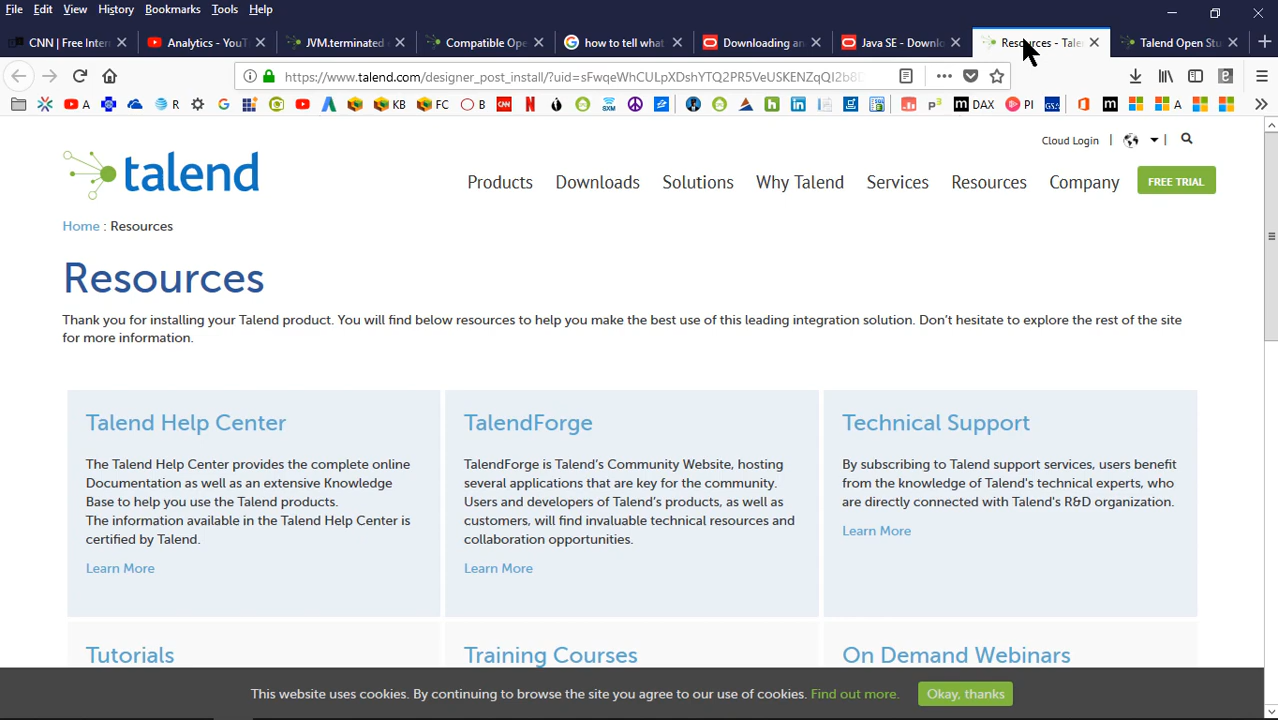 File Edit View History Bookmarks Tools Help
CNN | Free Inter Analytics - YouT JVM.terminated Compatible Ope how to tell what Downloading an Java SE - Downlo Resources - Tale Talend Open Stu
https://www.talend.com/designer_post_install/?uid=sFwqeWhCULpXDshYTQ2PR5VeUSKENZqQI2b8D
A R KB FC B CNN N SXM DAX PI GSA A
Cloud Login
talend
Products Downloads Solutions Why Talend Services Resources Company FREE TRIAL
Home : Resources
Resources
Thank you for installing your Talend product. You will find below resources to help you make the best use of this leading integration solution. Don't hesitate to explore the rest of the site
for more information.
Talend Help Center
The Talend Help Center provides the complete online
Documentation as well as an extensive Knowledge
Base to help you use the Talend products.
The information available in the Talend Help Center is
certified by Talend.
Learn More
TalendForge
TalendForge is Talend's Community Website, hosting
several applications that are key for the community.
Users and developers of Talend's products, as well as
customers, will find invaluable technical resources and
collaboration opportunities.
Learn More
Technical Support
By subscribing to Talend support services, users benefit
from the knowledge of Talend's technical experts, who
are directly connected with Talend's R&D organization.
Learn More
Tutorials
Training Courses
On Demand Webinars
This website uses cookies. By continuing to browse the site you agree to our use of cookies. Find out more. Okay, thanks